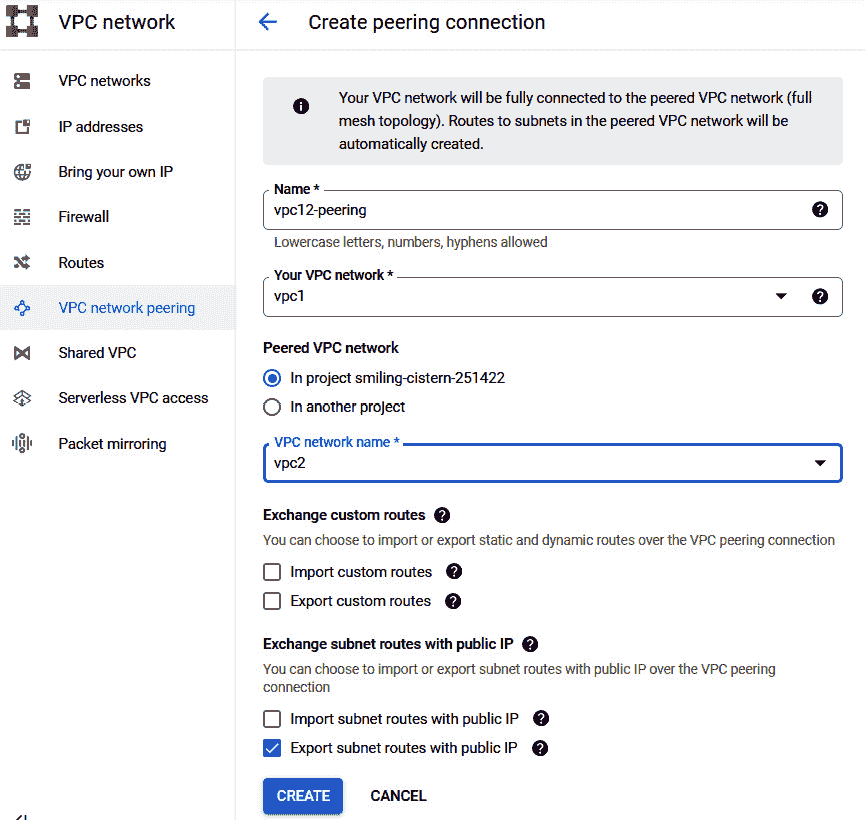 VPC network
Create peering connection
VPC networks
IP addresses
Bring your own IP
Firewall
Routes
VPC network peering
Shared VPC
Serverless VPC access
Packet mirroring
Your VPC network will be fully connected to the peered VPC network (full
mesh topology). Routes to subnets in the peered VPC network will be
automatically created.
Name *
vpc12-peering
Lowercase letters, numbers, hyphens allowed
Your VPC network *
vpc1
Peered VPC network
In project smiling-cistern-251422
In another project
VPC network name *
vpc2
Exchange custom routes
You can choose to import or export static and dynamic routes over the VPC peering connection
Import custom routes
Export custom routes
Exchange subnet routes with public IP
You can choose to import or export subnet routes with public IP over the VPC peering
connection
Import subnet routes with public IP
Export subnet routes with public IP
CREATE CANCEL